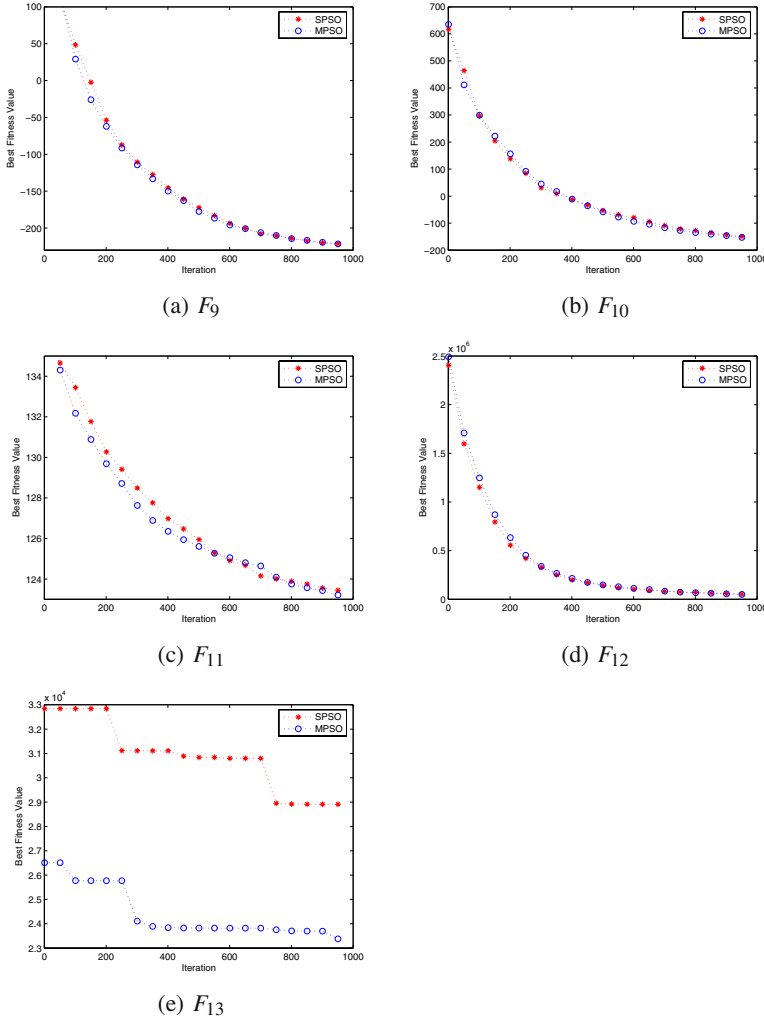 100
50
0
−50
−100
−150
−200
0 200 400 600 800 1000
Iteration
Best Fitness Value
SPSO
MPSO
(a) F9
700
600
500
400
300
200
100
0
−100
−200
0 200 400 600 800 1000
Iteration
Best Fitness Value
SPSO
MPSO
(b) F10
134
132
130
128
126
124
0 200 400 600 800 1000
Iteration
Best Fitness Value
SPSO
MPSO
(c) F11
x 10^6
2.5
2
1.5
1
0.5
0
0 200 400 600 800 1000
Iteration
Best Fitness Value
SPSO
MPSO
(d) F12
x 10^4
3.3
3.2
3.1
3
2.9
2.8
2.7
2.6
2.5
2.4
2.3
0 200 400 600 800 1000
Iteration
Best Fitness Value
SPSO
MPSO
(e) F13